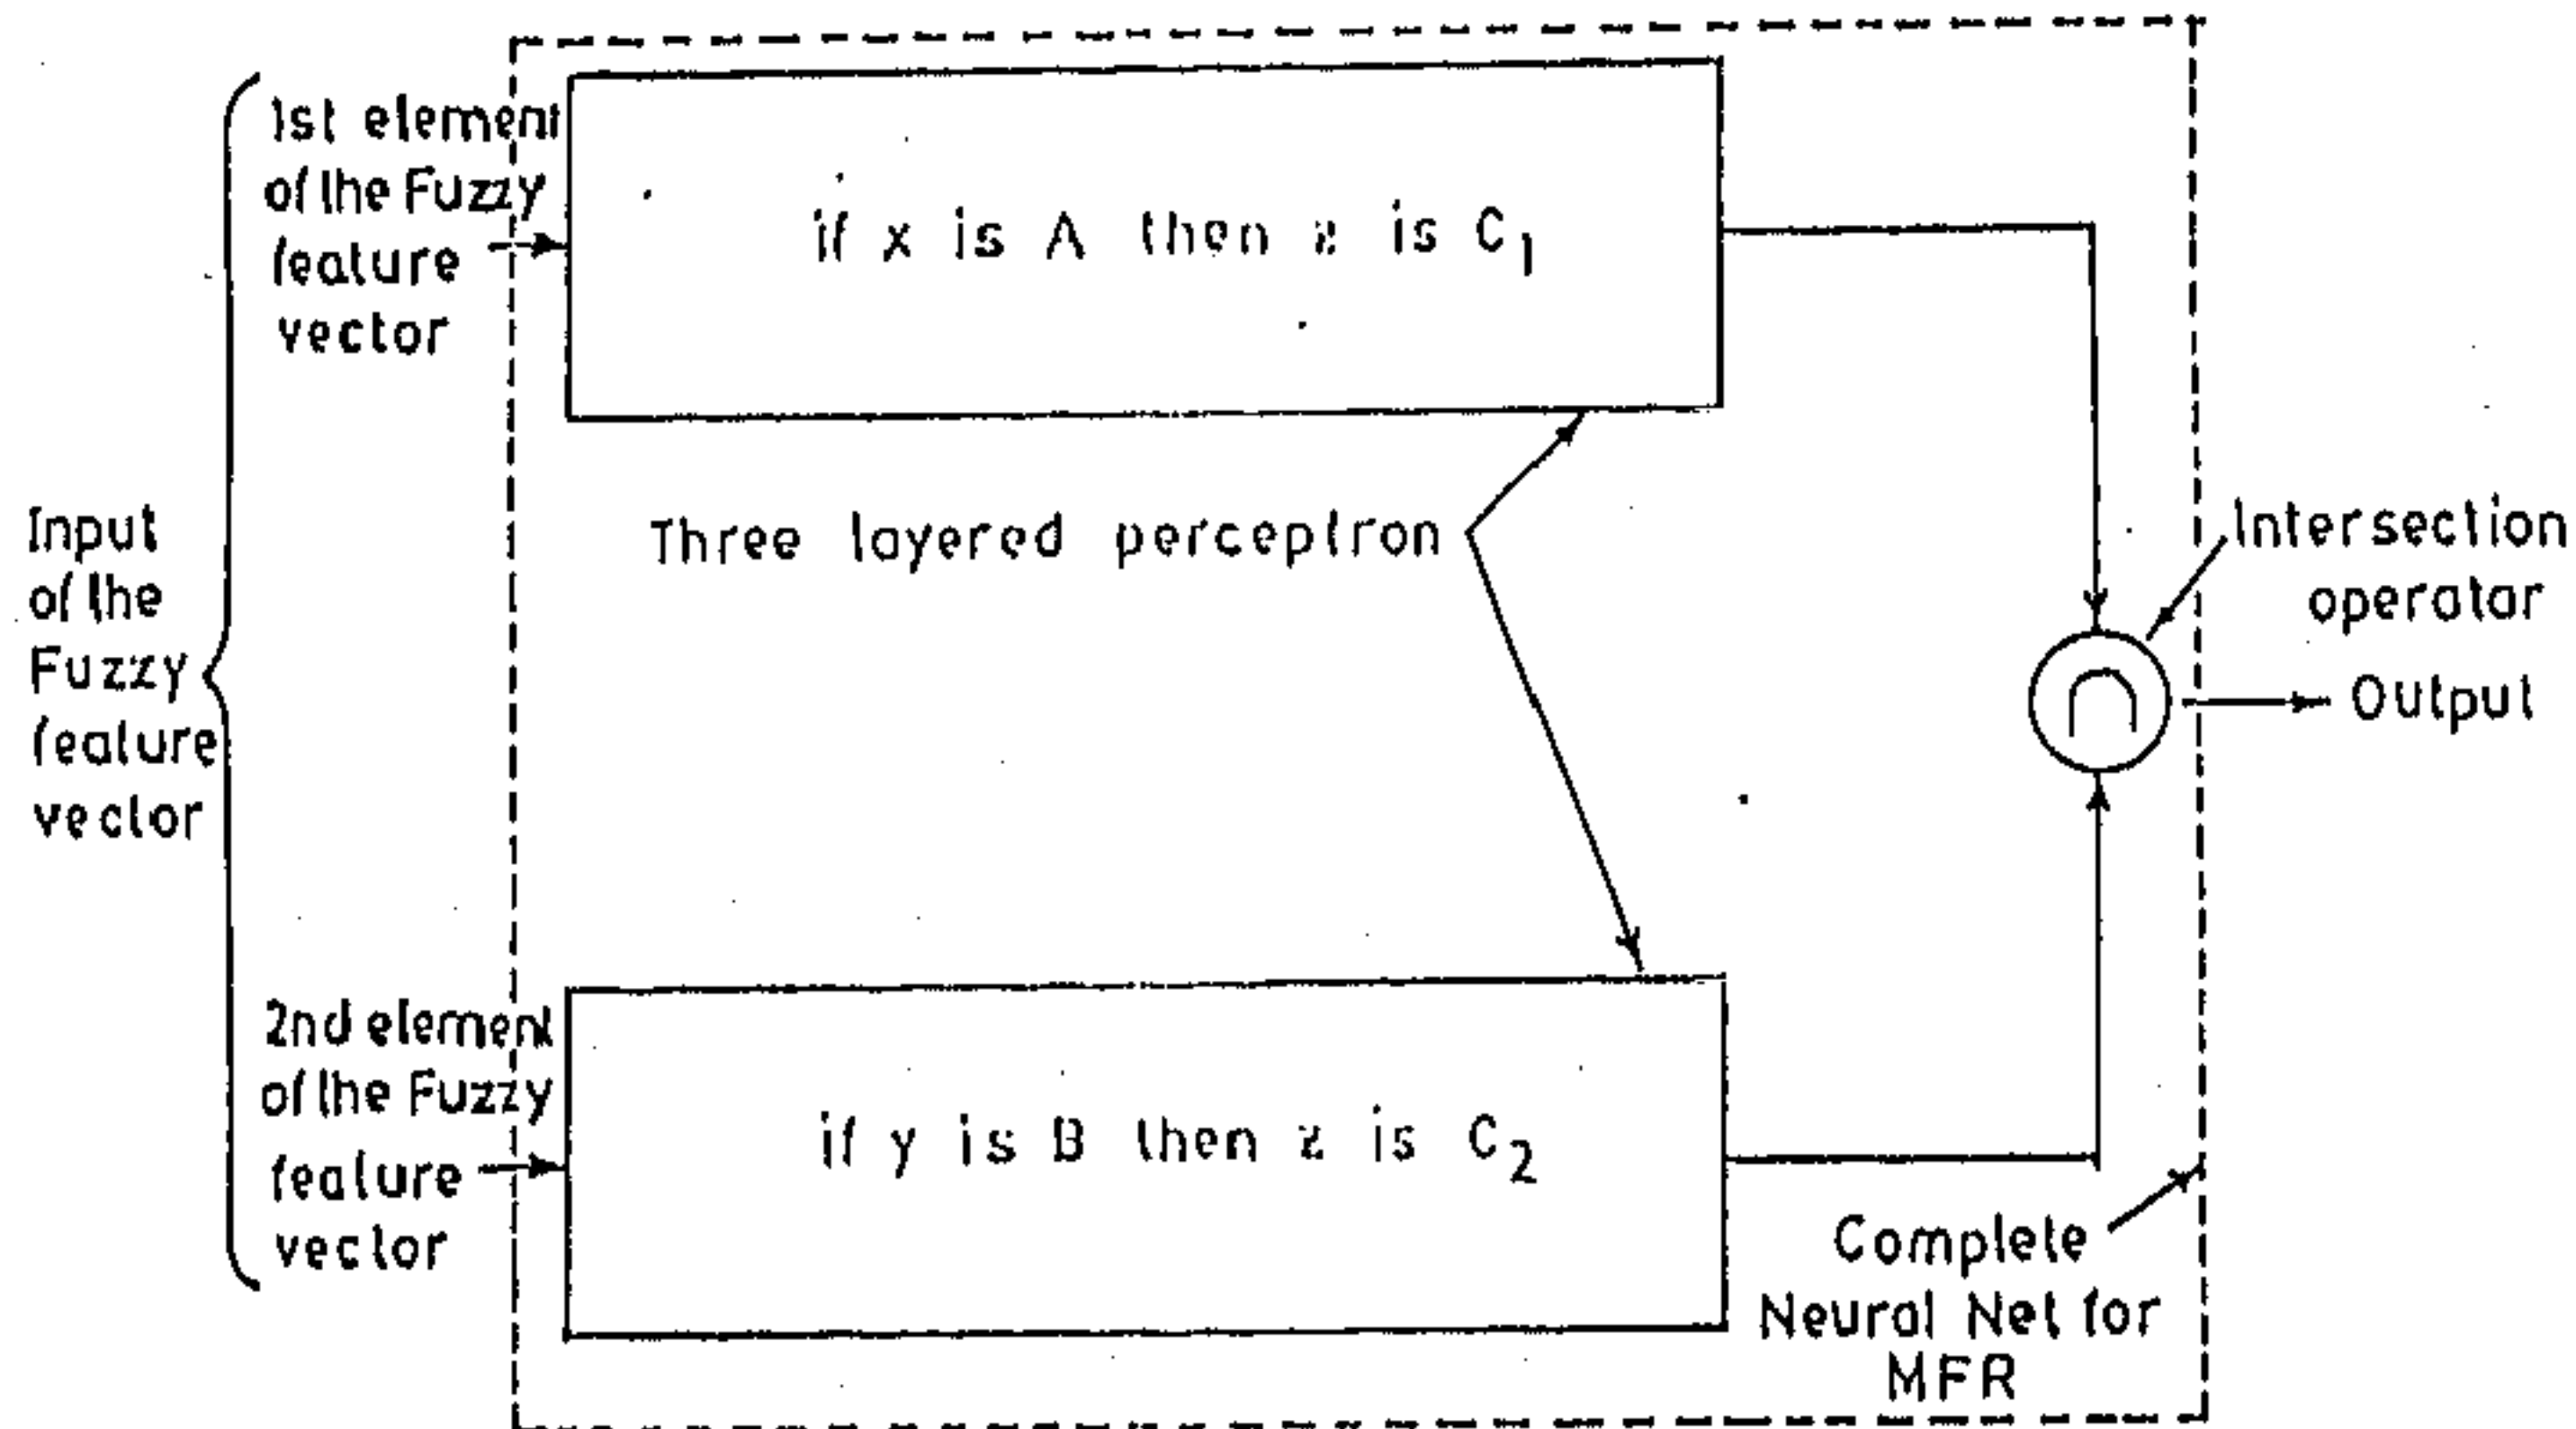 1st element
of the Fuzzy
feature
vector
if x is A then z is C1
Input
of the
Fuzzy
feature
vector
Three layered perceptron
Intersection
operator
∩
Output
2nd element
of the Fuzzy
feature
vector
if y is B then z is C2
Complete
Neural Net for
MFR